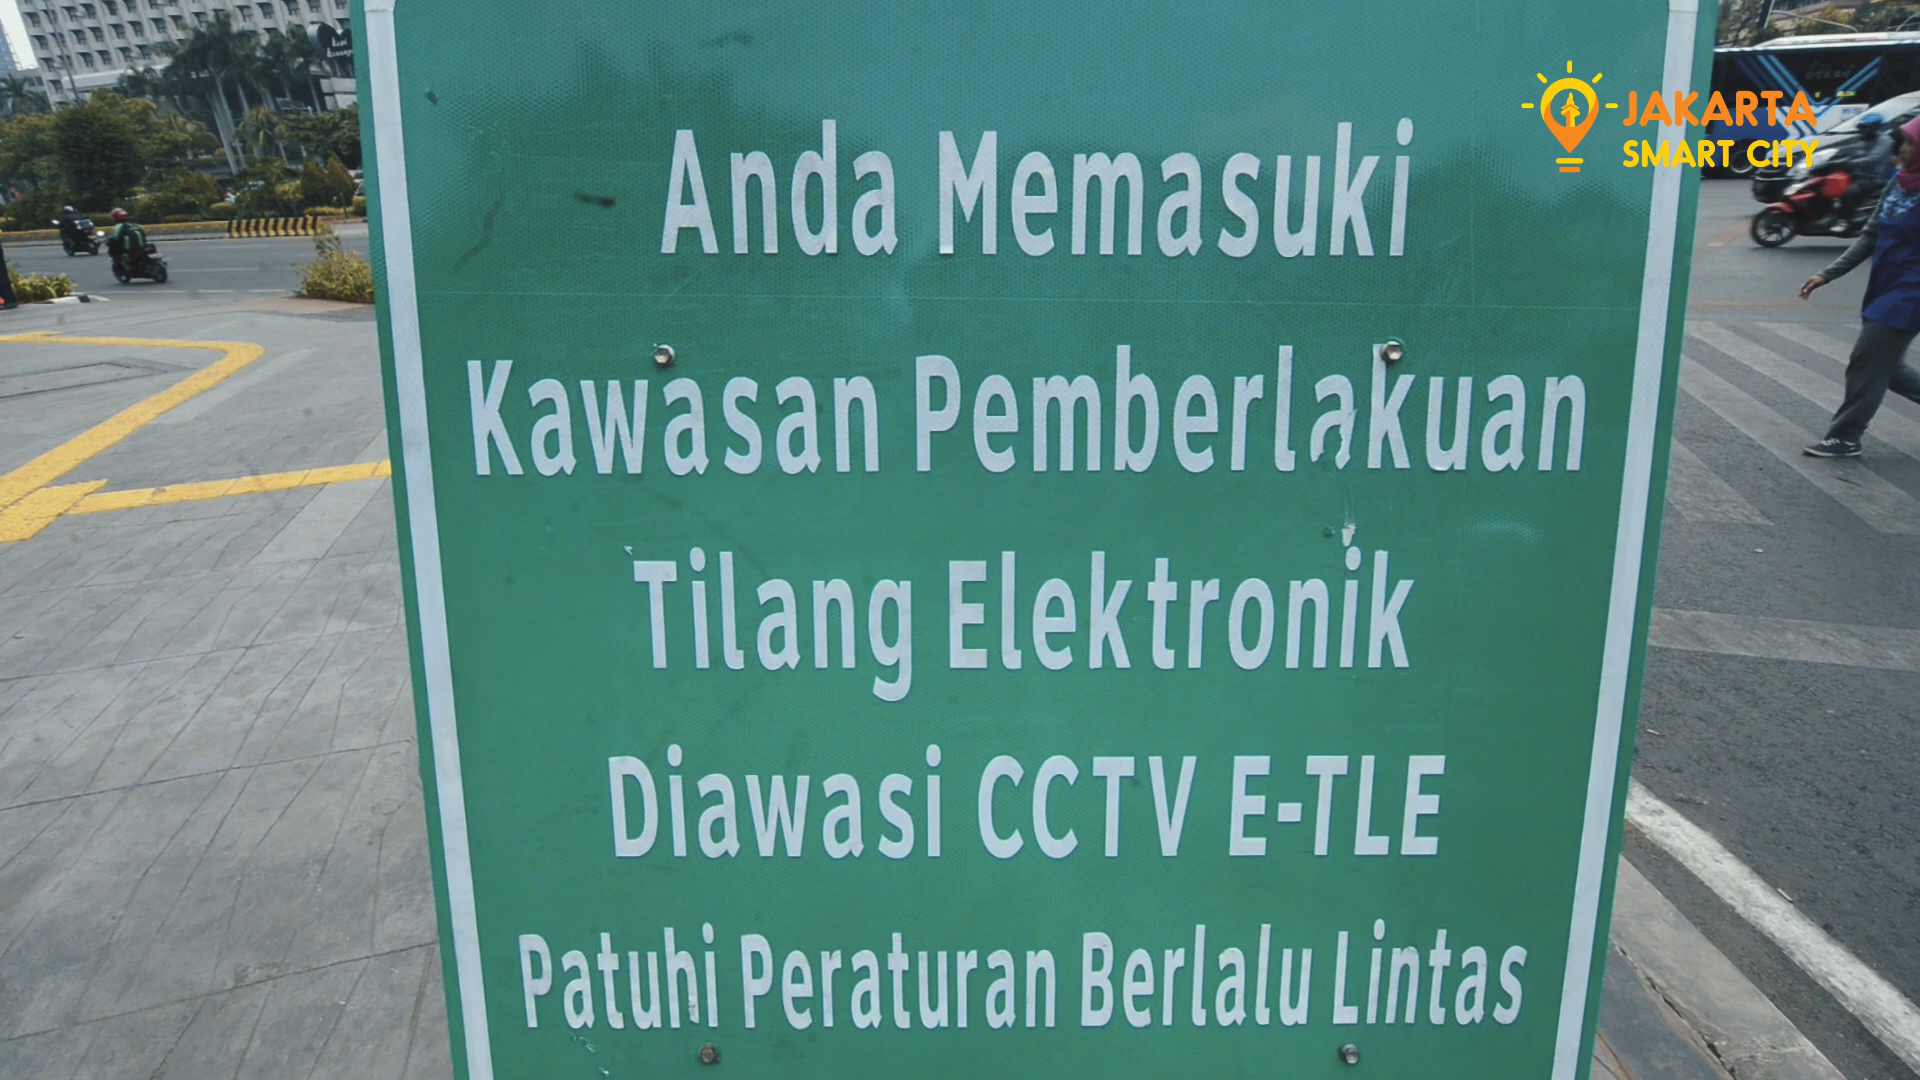 JAKARTA
SMART CITY
Anda Memasuki
Kawasan Pemberlakuan
Tilang Elektronik
Diawasi CCTV E-TLE
Patuhi Peraturan Berlalu Lintas